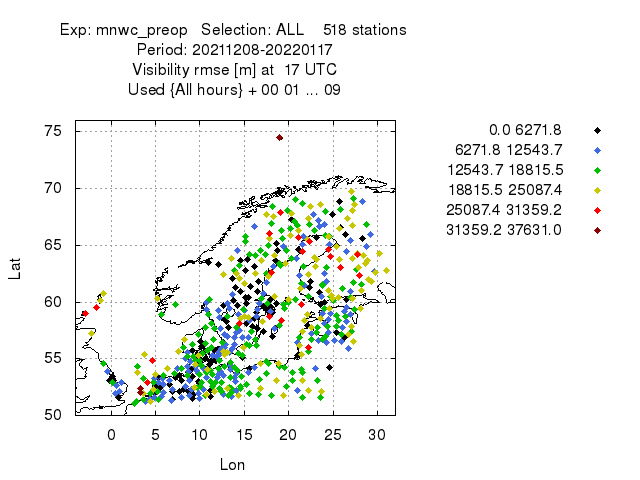 Exp: mnwc_preop   Selection: ALL    518 stations
Period: 20211208-20220117
Visibility rmse [m] at  17 UTC
Used {All hours} + 00 01 ... 09
0.0 6271.8
6271.8 12543.7
12543.7 18815.5
18815.5 25087.4
25087.4 31359.2
31359.2 37631.0
75
70
65
60
55
50
Lat
0 5 10 15 20 25 30
Lon